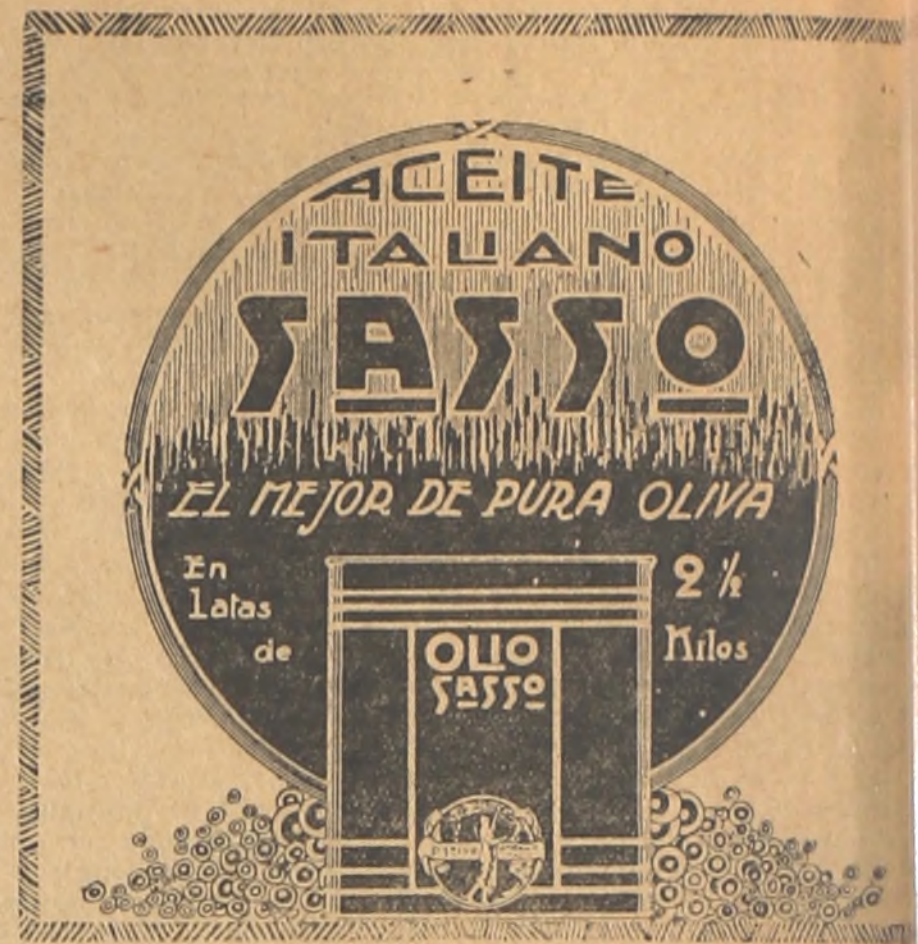 ACEITE
ITALIANO
SASSO
EL MEJOR DE PURA OLIVA
En
latas
de
2 ½
Kilos
OLIO
SASSO